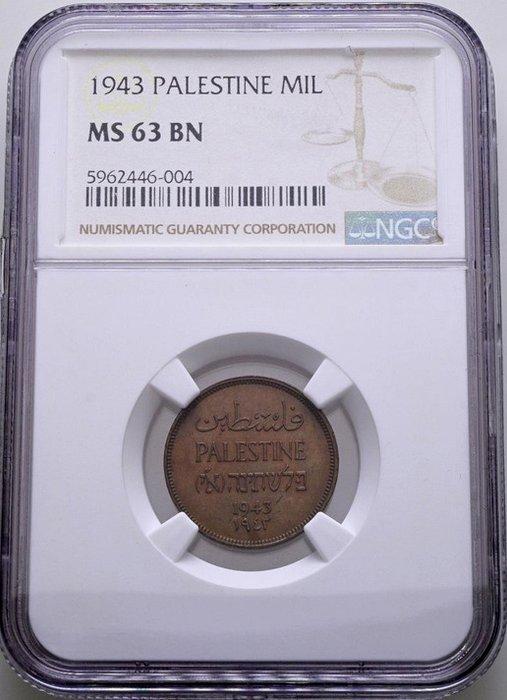 1943 PALESTINE MIL
MS 63 BN
5962446-004
NUMISMATIC GUARANTY CORPORATION
NGC
فلسطين
PALESTINE
פלשתינה (א״י)
1943
١٩٤٣